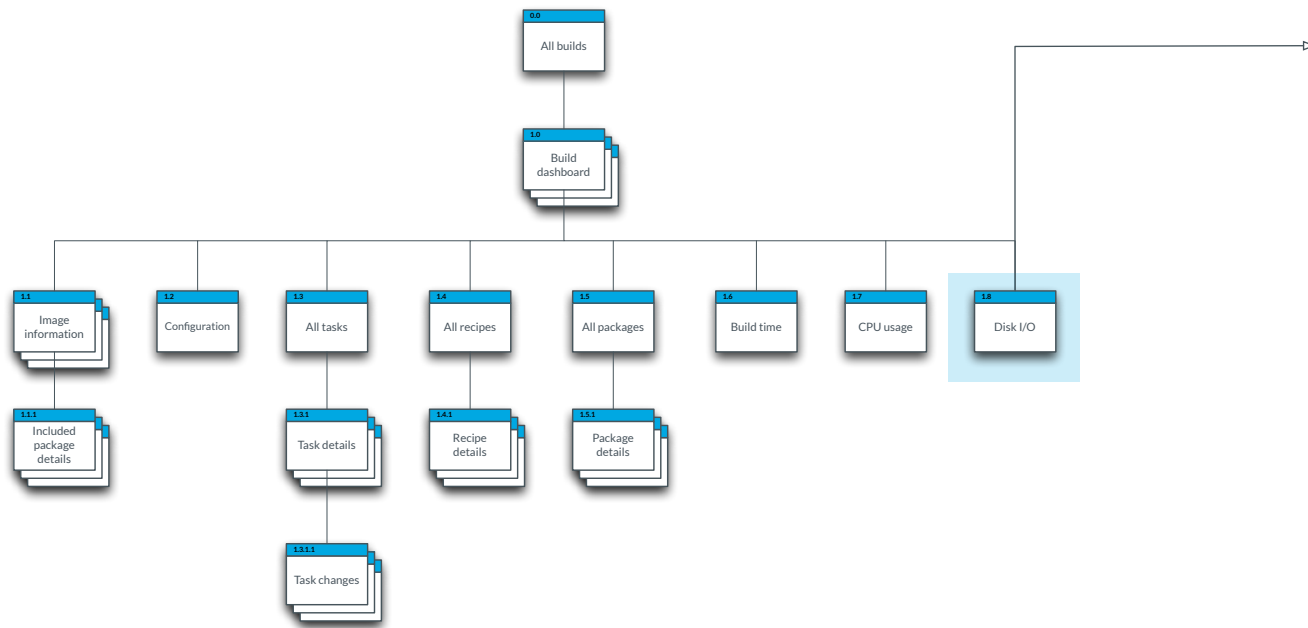 0.0
All builds
1.0
Build
dashboard
1.1
Image
information
1.2
Configuration
1.3
All tasks
1.4
All recipes
1.5
All packages
1.6
Build time
1.7
CPU usage
1.8
Disk I/O
1.1.1
Included
package
details
1.3.1
Task details
1.4.1
Recipe
details
1.5.1
Package
details
1.3.1.1
Task changes